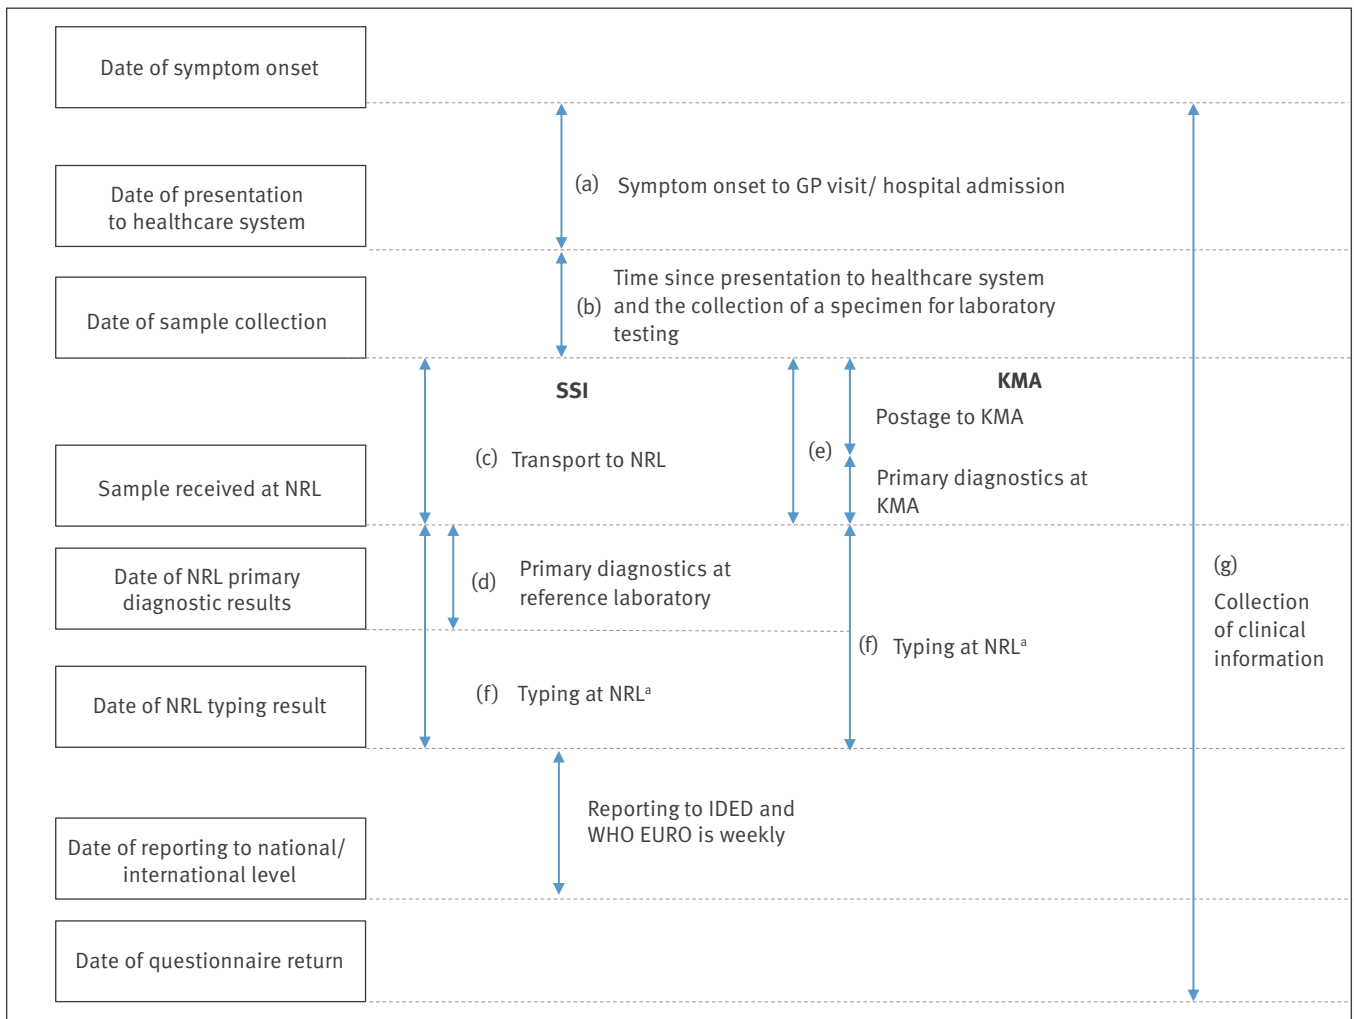 Date of symptom onset
Date of presentation
to healthcare system
(a) Symptom onset to GP visit/ hospital admission
Date of sample collection
(b) Time since presentation to healthcare system
and the collection of a specimen for laboratory
testing
SSI
KMA
Postage to KMA
(c) Transport to NRL
(e)
Primary diagnostics at
KMA
Sample received at NRL
Date of NRL primary
diagnostic results
(d) Primary diagnostics at
reference laboratory
(f) Typing at NRLᵃ
(g)
Collection
of clinical
information
Date of NRL typing result
(f) Typing at NRLᵃ
Reporting to IDED and
WHO EURO is weekly
Date of reporting to national/
international level
Date of questionnaire return